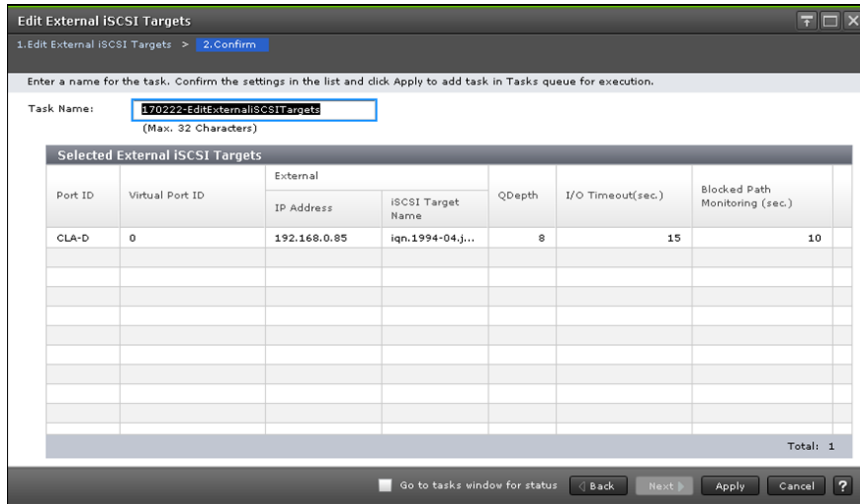 Edit External iSCSI Targets
1.Edit External iSCSI Targets > 2.Confirm
Enter a name for the task. Confirm the settings in the list and click Apply to add task in Tasks queue for execution.
Task Name: 170222-EditExternaliSCSITargets
(Max. 32 Characters)
Selected External iSCSI Targets
Port ID Virtual Port ID External QDepth I/O Timeout(sec.) Blocked Path Monitoring (sec.)
IP Address iSCSI Target Name
CLA-D 0 192.168.0.85 iqn.1994-04.j... 8 15 10
Total: 1
Go to tasks window for status Back Next Apply Cancel ?